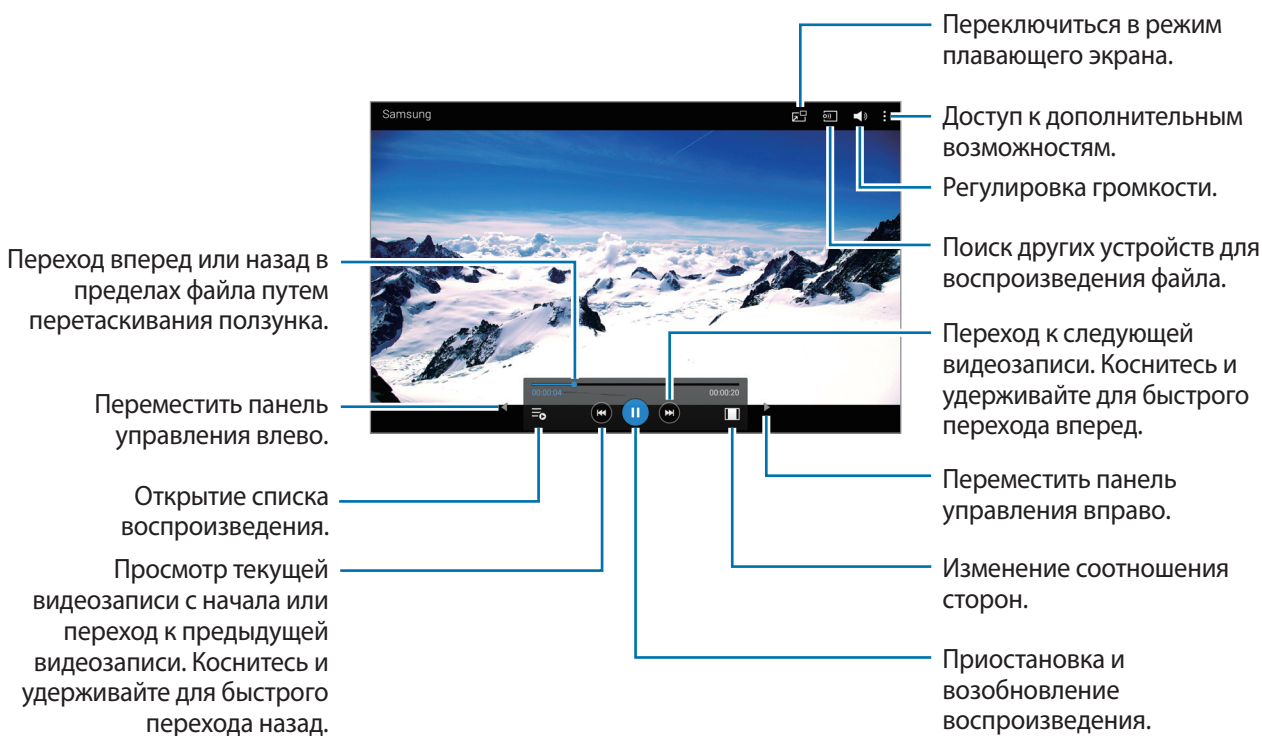 Переключиться в режим
плавающего экрана.
Samsung
Доступ к дополнительным
возможностям.
Регулировка громкости.
Поиск других устройств для
воспроизведения файла.
Переход вперед или назад в
пределах файла путем
перетаскивания ползунка.
Переход к следующей
видеозаписи. Коснитесь и
удерживайте для быстрого
перехода вперед.
00:00:04
00:00:20
Переместить панель
управления влево.
Переместить панель
управления вправо.
Открытие списка
воспроизведения.
Просмотр текущей
видеозаписи с начала или
переход к предыдущей
видеозаписи. Коснитесь и
удерживайте для быстрого
перехода назад.
Изменение соотношения
сторон.
Приостановка и
возобновление
воспроизведения.